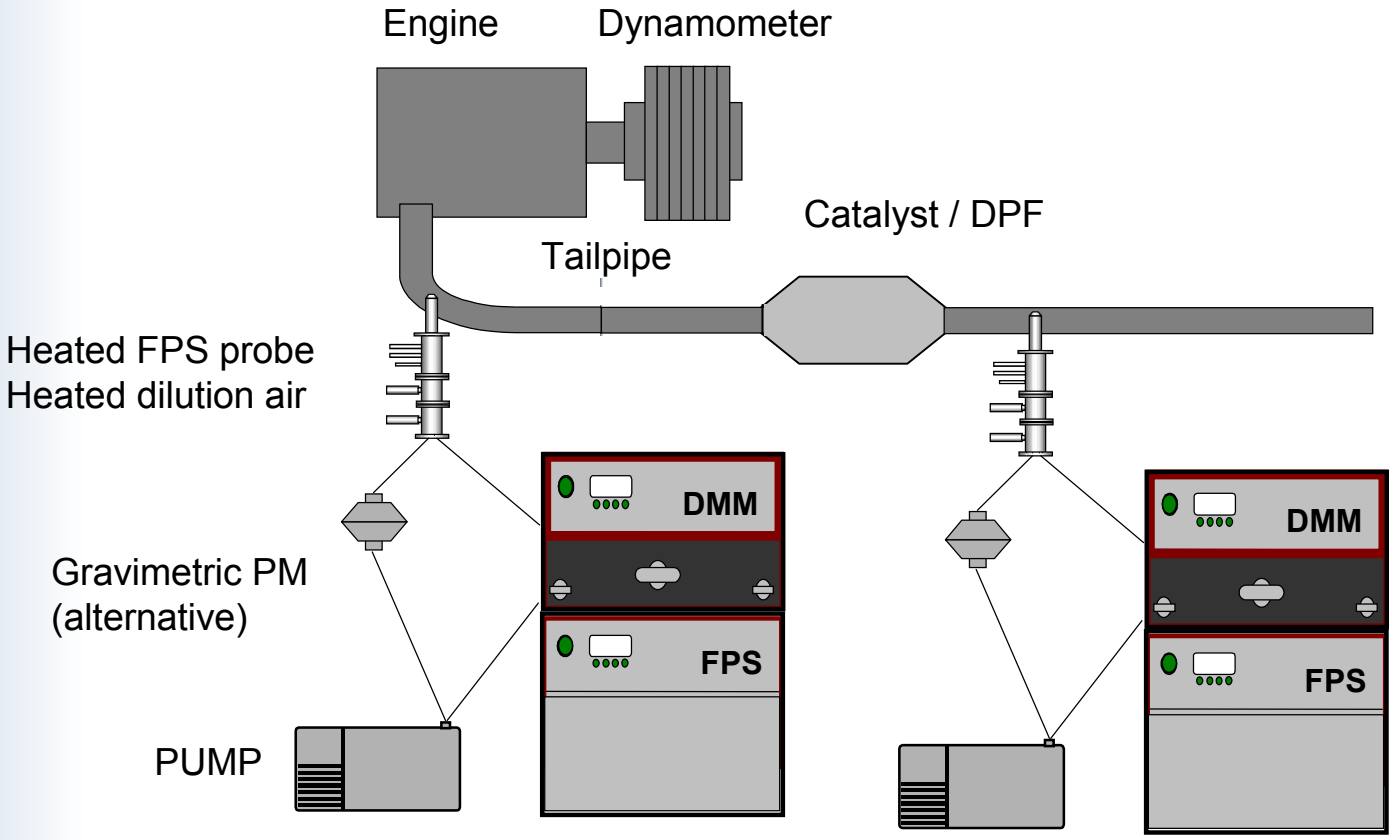 Engine
Dynamometer
Catalyst / DPF
Tailpipe
Heated FPS probe
Heated dilution air
DMM
DMM
Gravimetric PM
(alternative)
FPS
FPS
PUMP